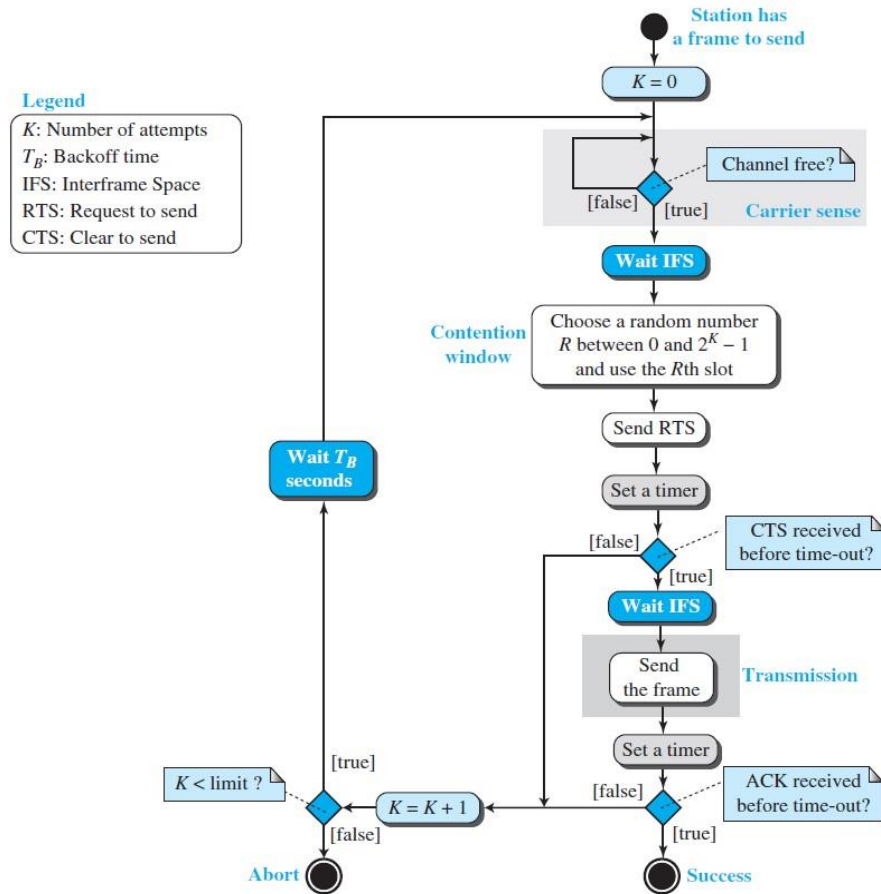 Station has
a frame to send
K = 0
Legend
K: Number of attempts
T_B: Backoff time
IFS: Interframe Space
RTS: Request to send
CTS: Clear to send
Channel free?
[false]
[true]
Carrier sense
Wait IFS
Contention
window
Choose a random number
R between 0 and 2^K − 1
and use the Rth slot
Send RTS
Wait T_B
seconds
Set a timer
CTS received
before time-out?
[false]
[true]
Wait IFS
Send
the frame
Transmission
Set a timer
[true]
K < limit ?
K = K + 1
[false]
ACK received
before time-out?
[false]
[true]
Abort
Success